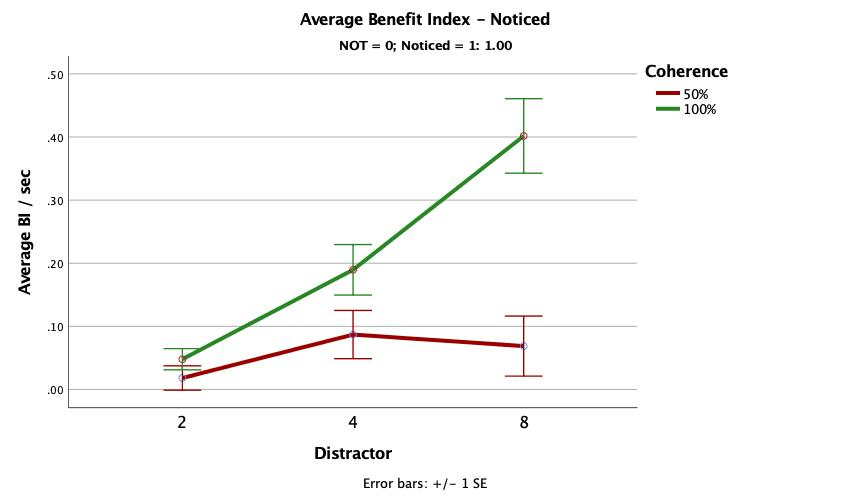 Average Benefit Index – Noticed
NOT = 0; Noticed = 1: 1.00
Coherence
50%
100%
Average BI / sec
.50
.40
.30
.20
.10
.00
2
4
8
Distractor
Error bars: +/– 1 SE